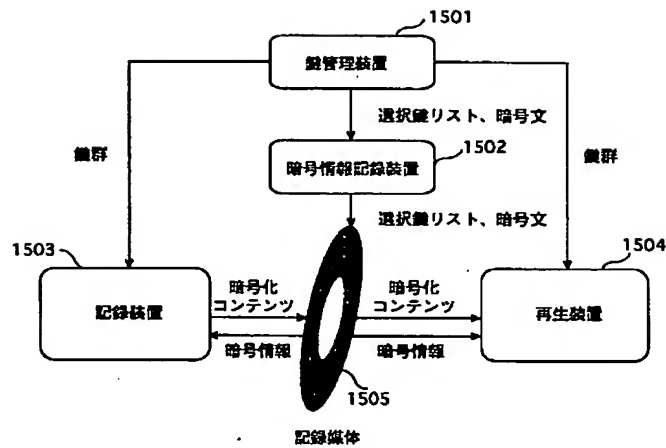 1501
鍵管理装置
選択鍵リスト、暗号文
鍵群
1502
鍵群
暗号情報記録装置
選択鍵リスト、暗号文
1503
1504
暗号化
コンテンツ
暗号化
コンテンツ
記録装置
再生装置
暗号情報
暗号情報
1505
記録媒体